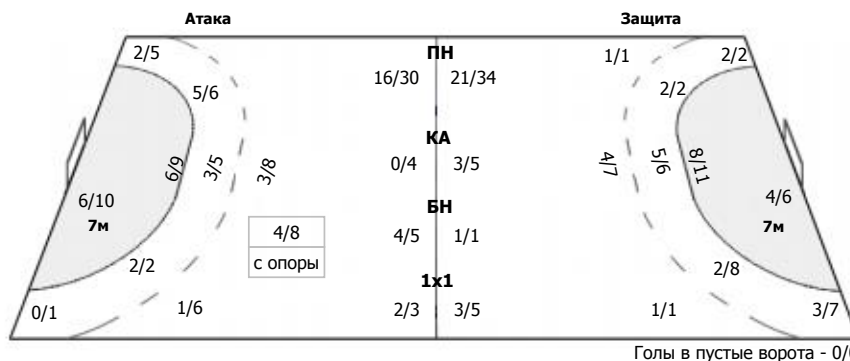 Атака Защита
2/5 ПН 1/1 2/2
16/30 21/34
5/6 2/2
КА
6/9 3/5 3/8 0/4 3/5 4/7 5/6 8/11
6/10 4/6
7м БН 7м
4/8 4/5 1/1
с опоры
2/2 2/8
1x1
0/1 1/6 2/3 3/5 1/1 3/7
Голы в пустые ворота - 0/